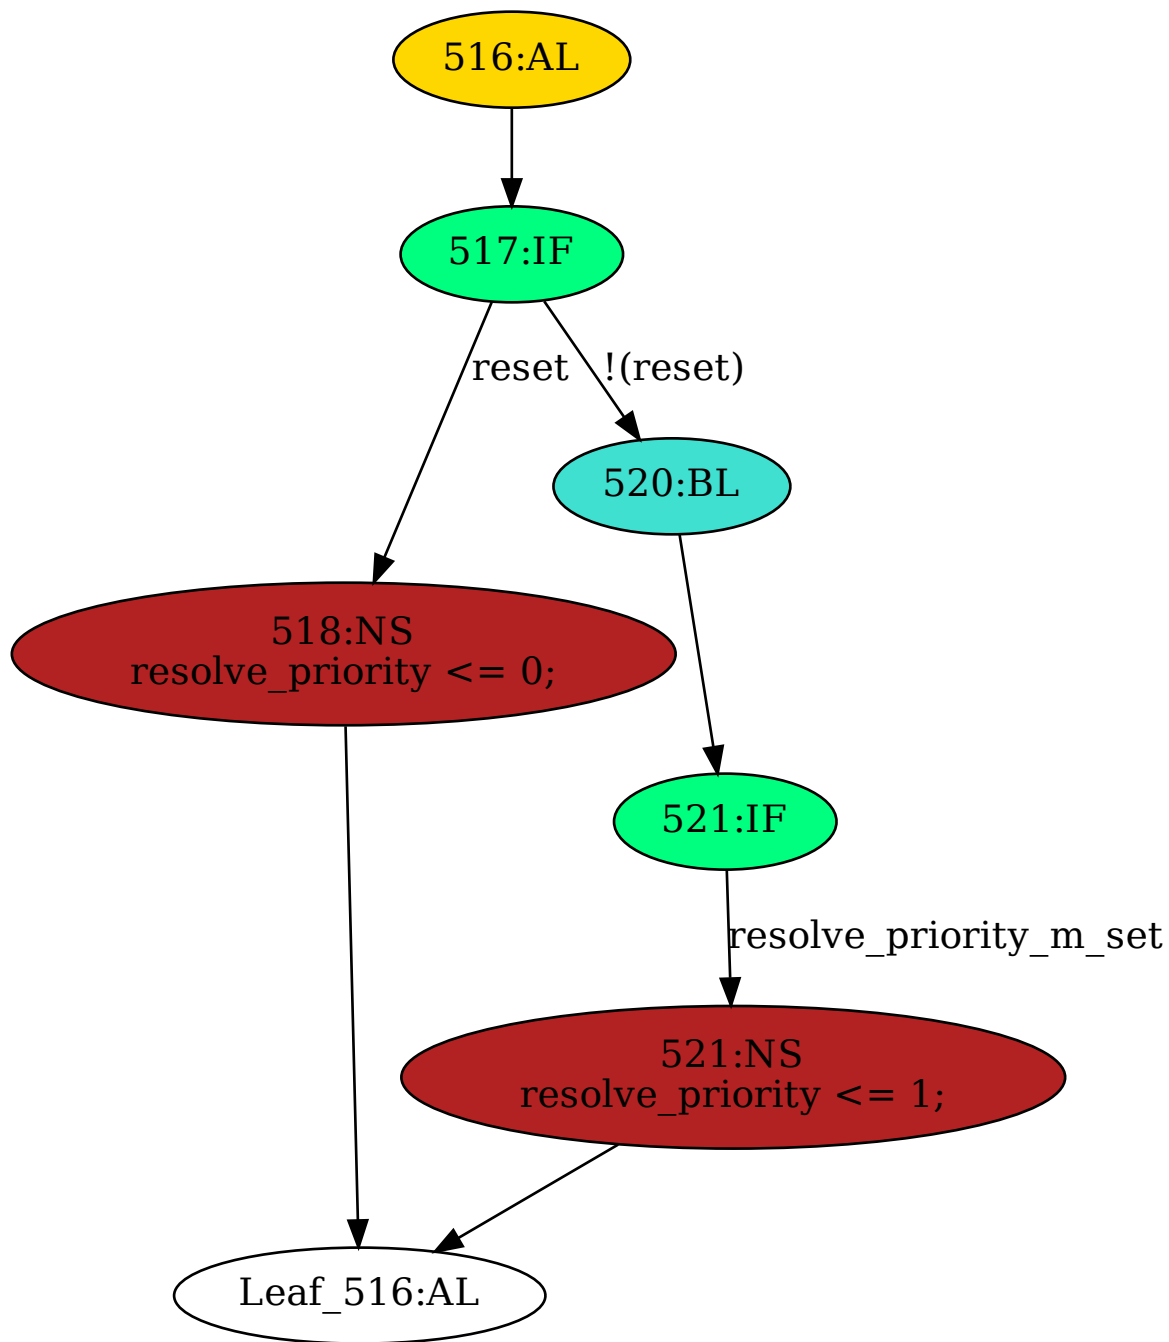 516:AL
517:IF
reset
!(reset)
520:BL
518:NS
resolve_priority <= 0;
521:IF
resolve_priority_m_set
521:NS
resolve_priority <= 1;
Leaf_516:AL